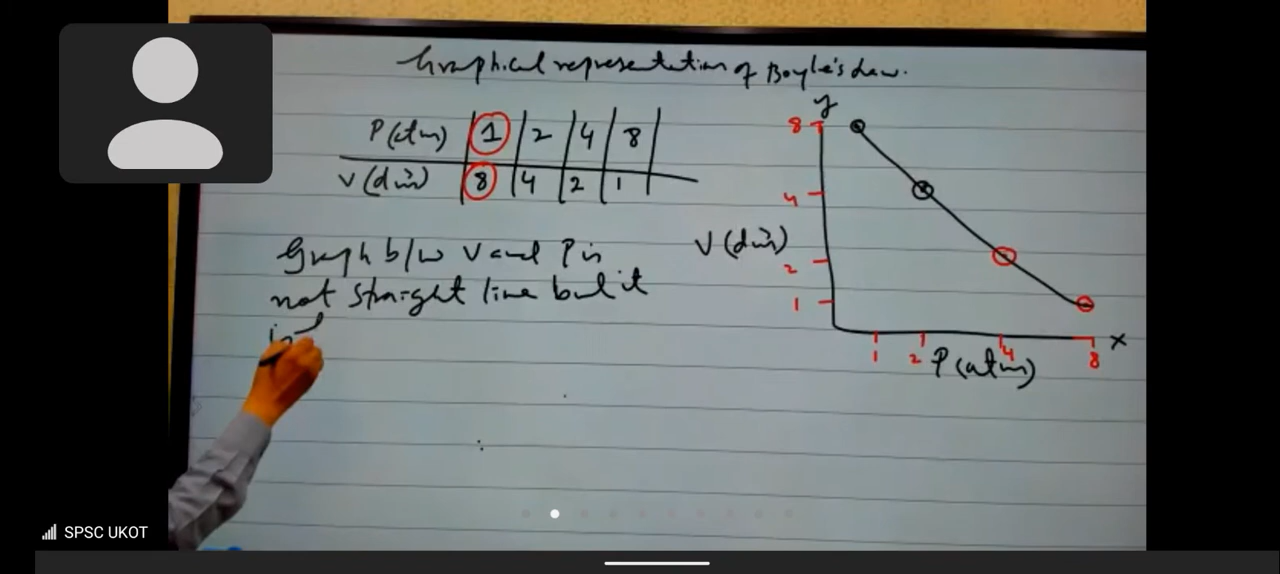 Graphical representation of Boyle's Law.
P(atm) 1 2 4 8
V(dm³) 8 4 2 1
Graph b/w V and P is
not straight line but it
is
y
8
4
2
1
V(dm³)
1 2 4 8
x
P(atm)
SPSC UKOT